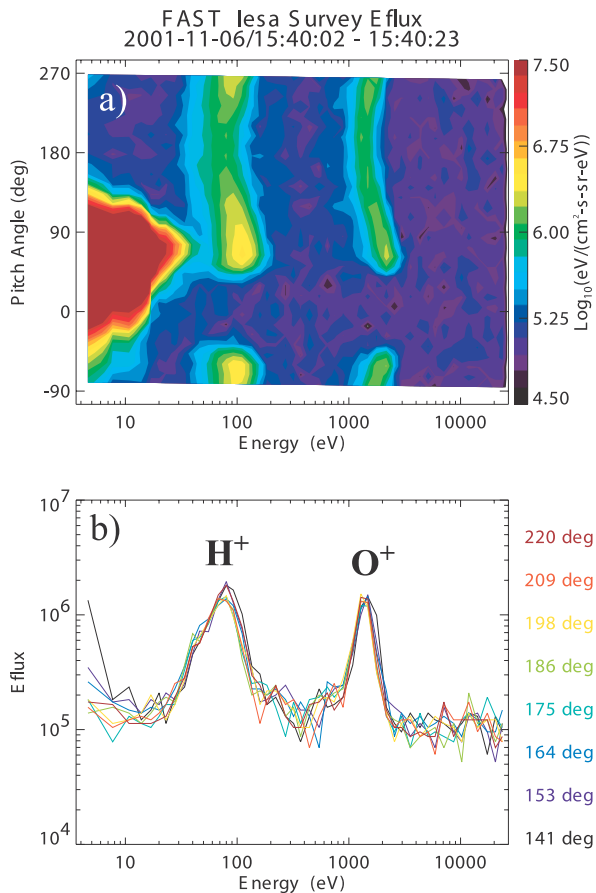 FAST Iesa Survey Eflux
2001-11-06/15:40:02 - 15:40:23
a)
270
180
90
0
-90
Pitch Angle (deg)
10 100 1000 10000
Energy (eV)
7.50
6.75
6.00
5.25
4.50
Log10(eV/(cm²-s-sr-eV))
b)
H⁺
O⁺
10⁷
10⁶
10⁵
10⁴
Eflux
10 100 1000 10000
Energy (eV)
220 deg
209 deg
198 deg
186 deg
175 deg
164 deg
153 deg
141 deg